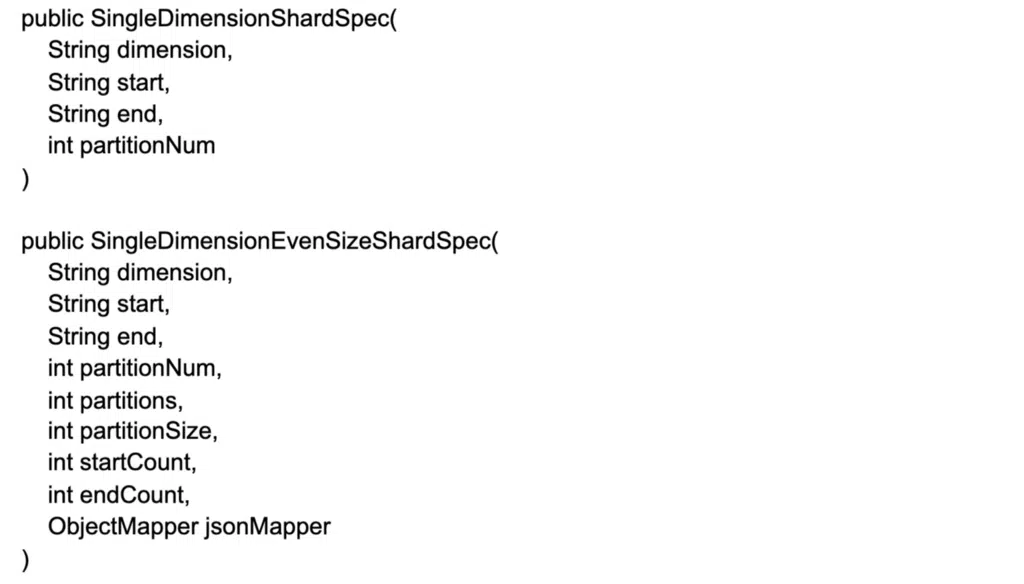 public SingleDimensionShardSpec(
String dimension,
String start,
String end,
int partitionNum
)
public SingleDimensionEvenSizeShardSpec(
String dimension,
String start,
String end,
int partitionNum,
int partitions,
int partitionSize,
int startCount,
int endCount,
ObjectMapper jsonMapper
)